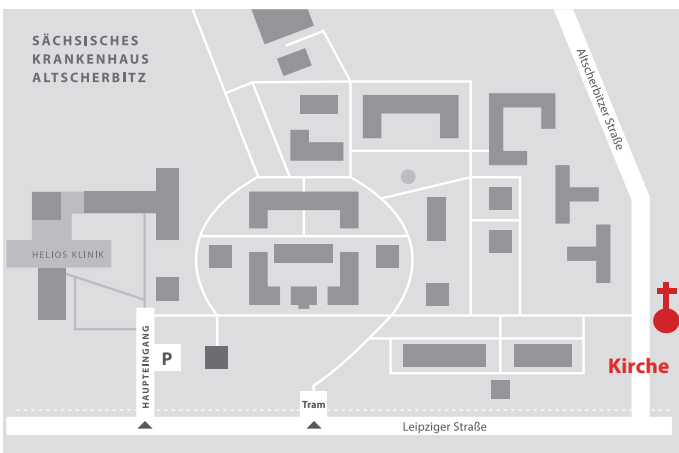 SÄCHSISCHES
KRANKENHAUS
ALTSCHERBITZ
Altscherbitzer Straße
HELIOS KLINIK
HAUPTEINGANG
P
Kirche
Tram
Leipziger Straße